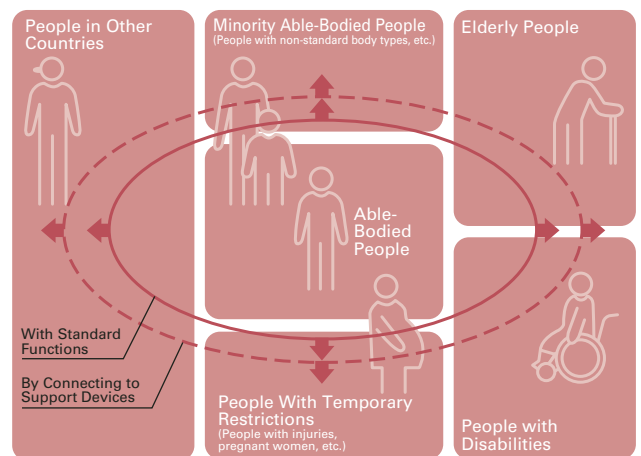 People in Other
Countries
Minority Able-Bodied People
(People with non-standard body types, etc.)
Elderly People
Able-
Bodied
People
With Standard
Functions
By Connecting to
Support Devices
People With Temporary
Restrictions
(People with injuries,
pregnant women, etc.)
People with
Disabilities